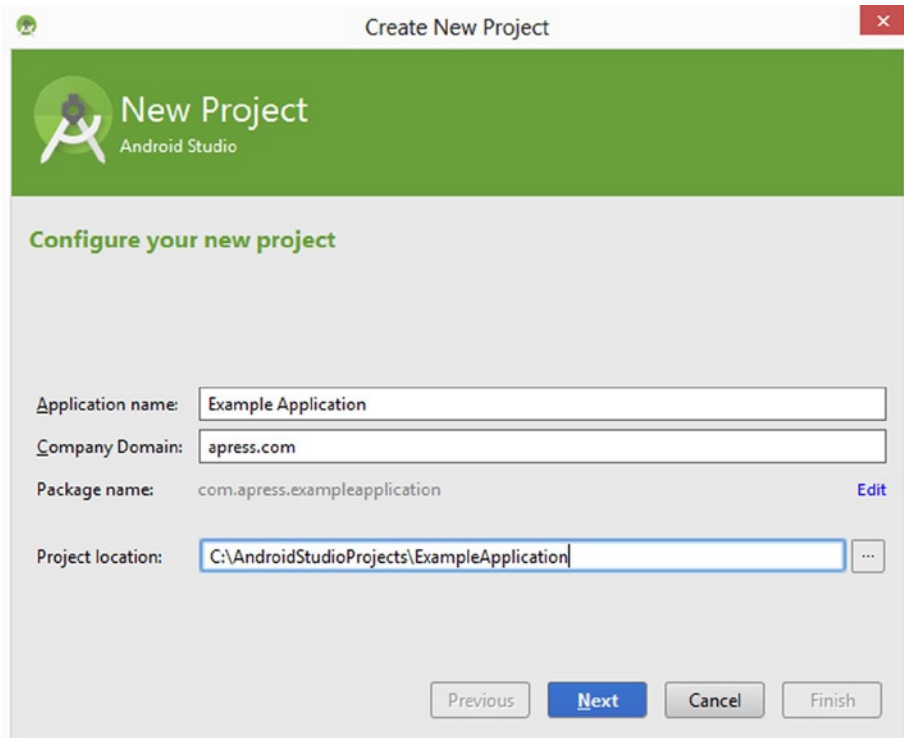 Create New Project
New Project
Android Studio
Configure your new project
Application name: Example Application
Company Domain: apress.com
Package name: com.apress.exampleapplication Edit
Project location: C:\AndroidStudioProjects\ExampleApplication ...
Previous Next Cancel Finish